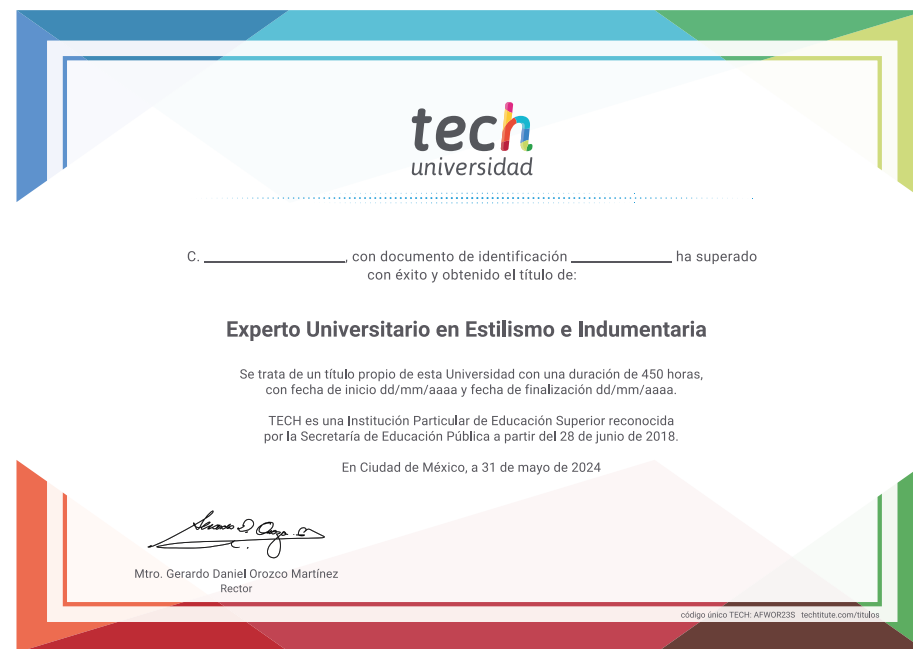 tech
universidad
C. ____________, con documento de identificación ____________ ha superado
con éxito y obtenido el título de:
Experto Universitario en Estilismo e Indumentaria
Se trata de un título propio de esta Universidad con una duración de 450 horas,
con fecha de inicio dd/mm/aaaa y fecha de finalización dd/mm/aaaa.
TECH es una Institución Particular de Educación Superior reconocida
por la Secretaría de Educación Pública a partir del 28 de junio de 2018.
En Ciudad de México, a 31 de mayo de 2024
Mtro. Gerardo Daniel Orozco Martínez
Rector
código único TECH: AFWOR23S techtitute.com/titulos